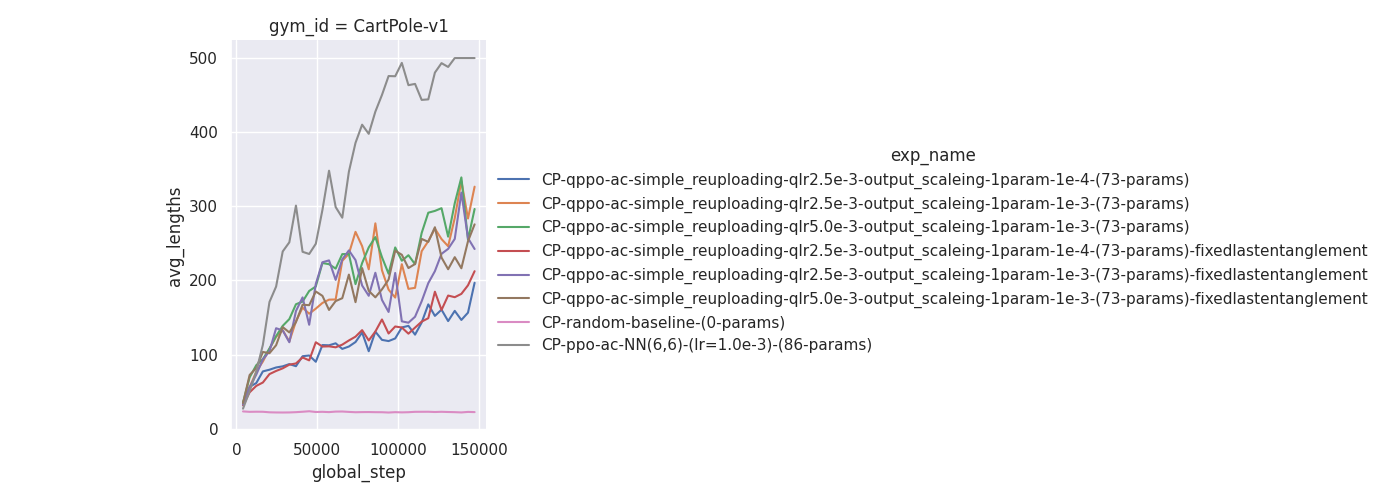 gym_id = CartPole-v1
500
400
300
200
100
0
avg_lengths
0
50000
100000
150000
global_step
exp_name
CP-qppo-ac-simple_reuploading-qlr2.5e-3-output_scaleing-1param-1e-4-(73-params)
CP-qppo-ac-simple_reuploading-qlr2.5e-3-output_scaleing-1param-1e-3-(73-params)
CP-qppo-ac-simple_reuploading-qlr5.0e-3-output_scaleing-1param-1e-3-(73-params)
CP-qppo-ac-simple_reuploading-qlr2.5e-3-output_scaleing-1param-1e-4-(73-params)-fixedlastentanglement
CP-qppo-ac-simple_reuploading-qlr2.5e-3-output_scaleing-1param-1e-3-(73-params)-fixedlastentanglement
CP-qppo-ac-simple_reuploading-qlr5.0e-3-output_scaleing-1param-1e-3-(73-params)-fixedlastentanglement
CP-random-baseline-(0-params)
CP-ppo-ac-NN(6,6)-(lr=1.0e-3)-(86-params)